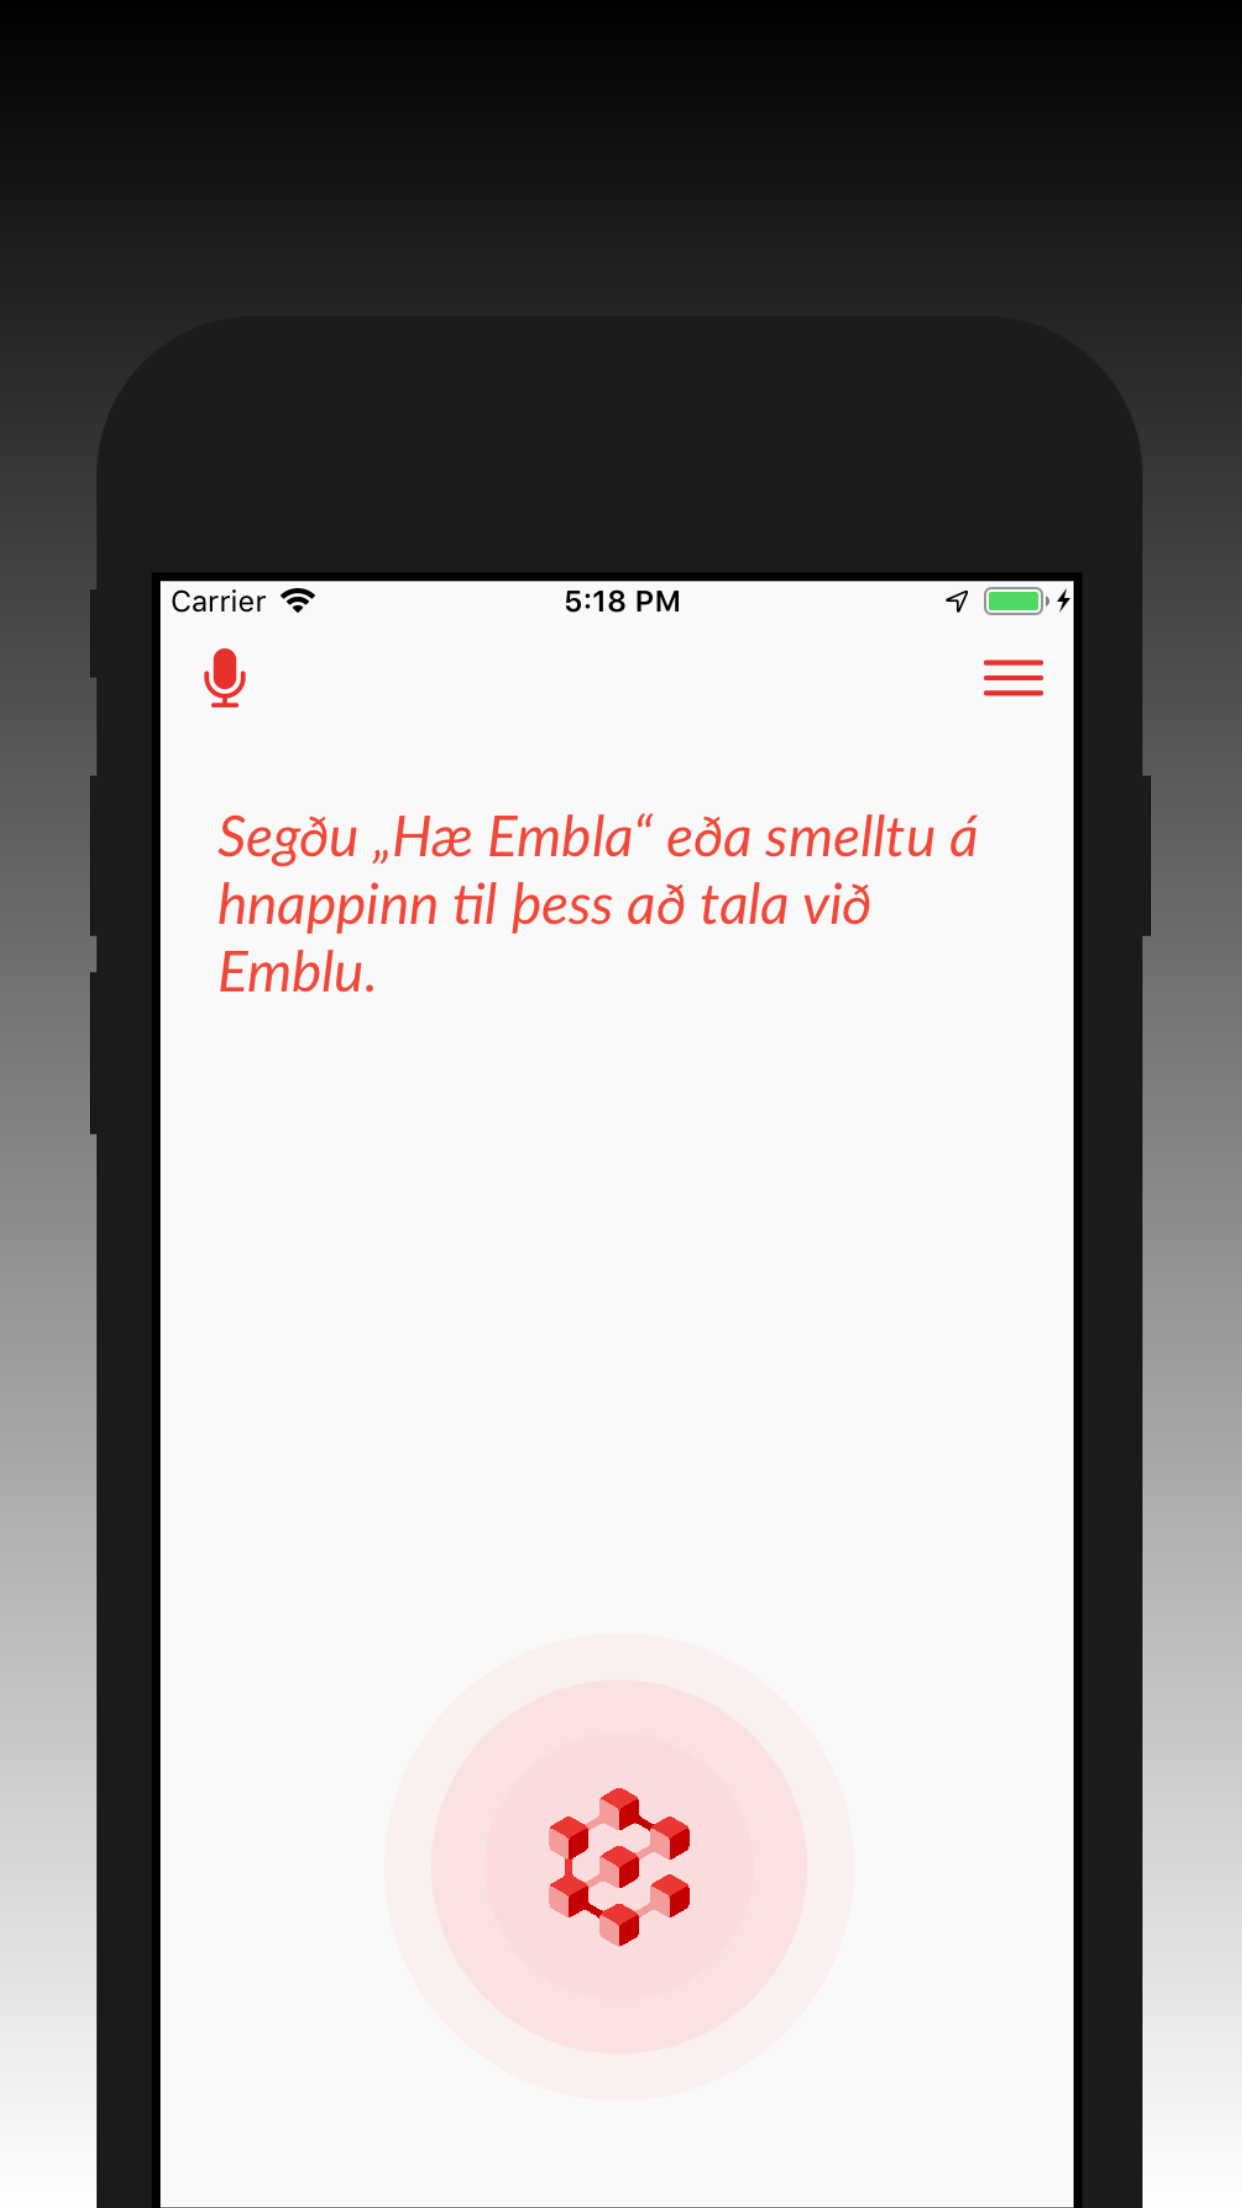 Carrier 5:18 PM
Segðu „Hæ Embla“ eða smelltu á
hnappinn til þess að tala við
Emblu.